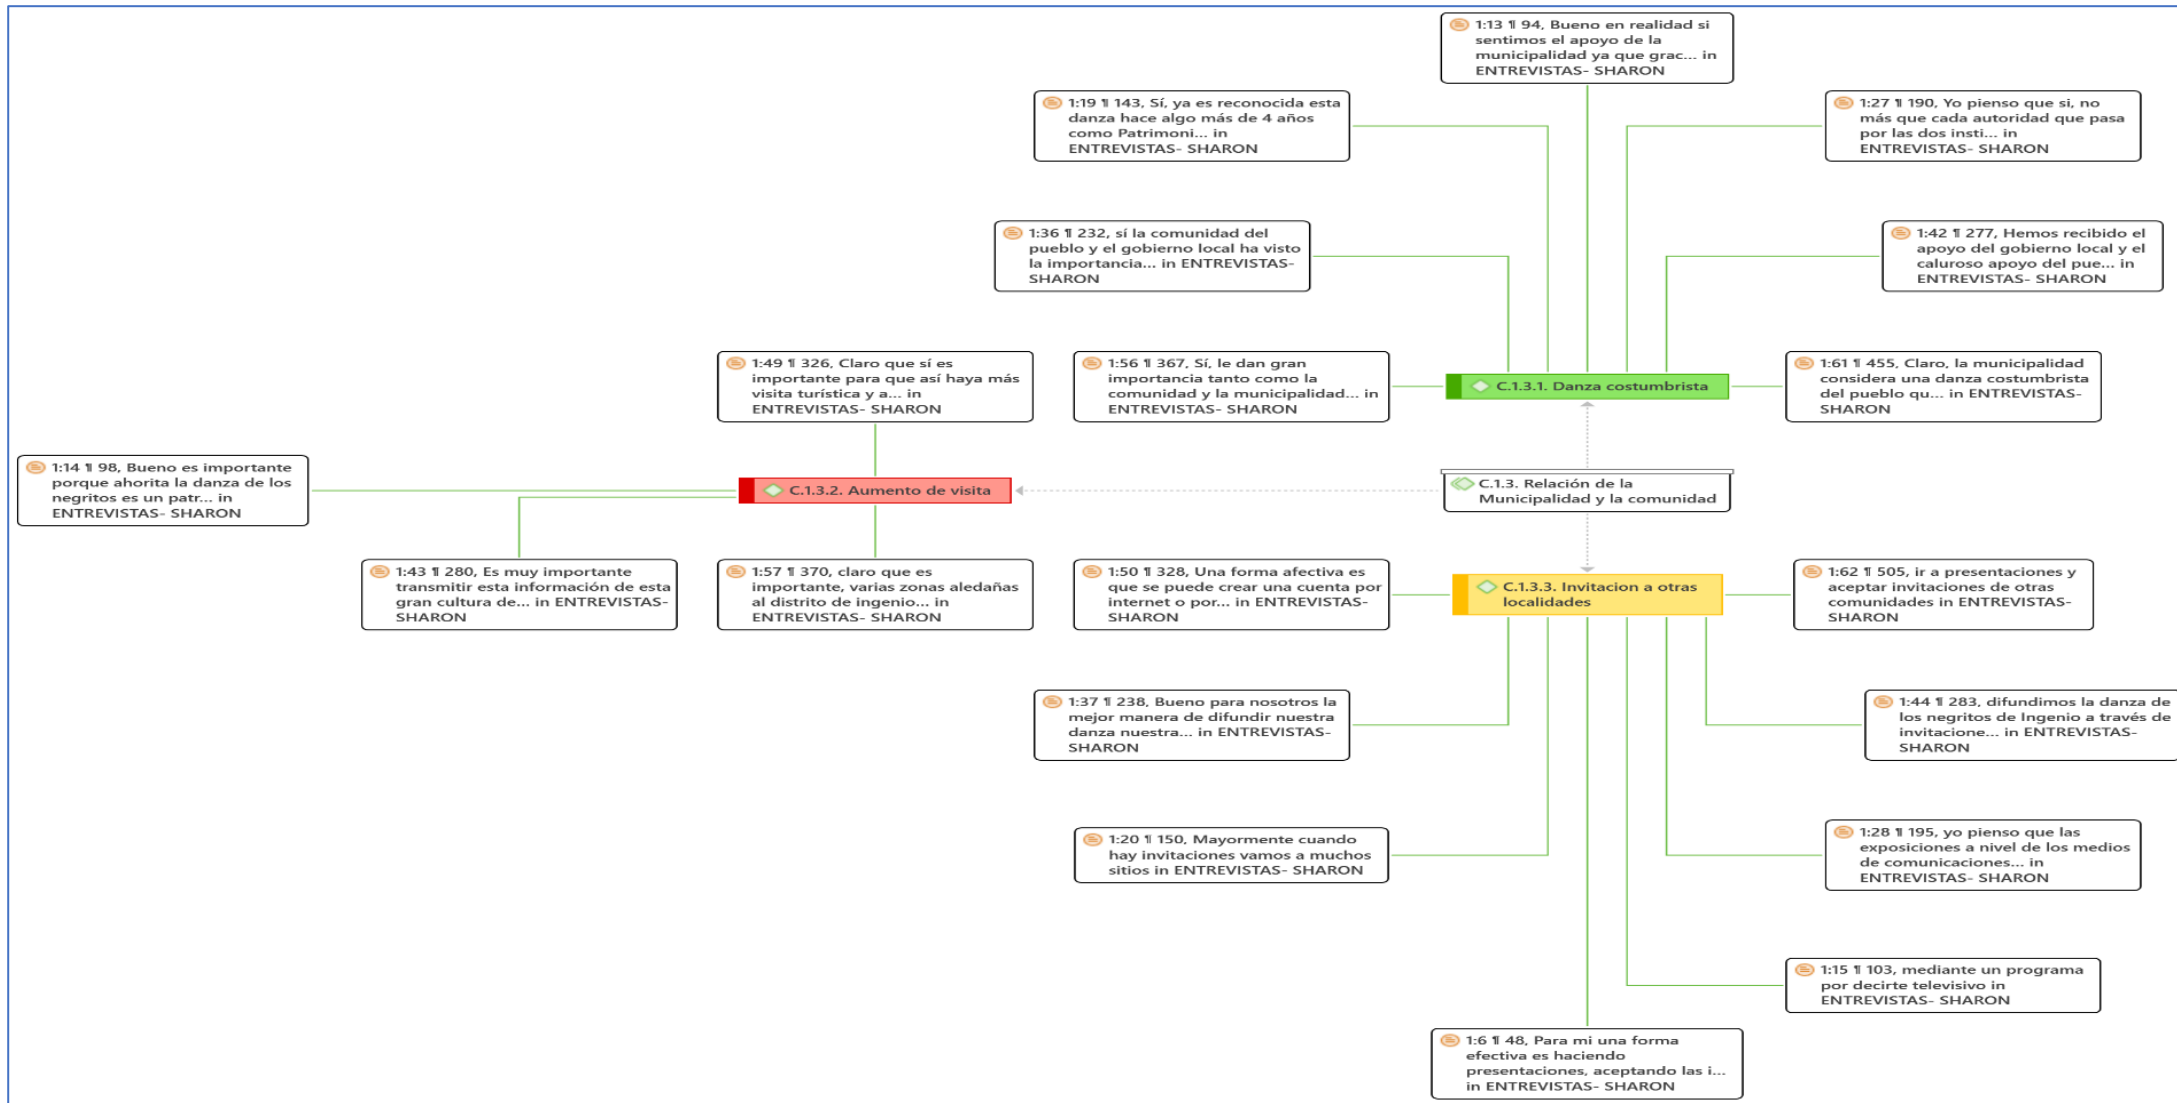 1:13 ¶ 94, Bueno en realidad si
sentimos el apoyo de la
municipalidad ya que grac... in
ENTREVISTAS- SHARON
1:19 ¶ 143, Sí, ya es reconocida esta
danza hace algo más de 4 años
como Patrimoni... in
ENTREVISTAS- SHARON
1:27 ¶ 190, Yo pienso que si, no
más que cada autoridad que pasa
por las dos insti... in
ENTREVISTAS- SHARON
1:36 ¶ 232, sí la comunidad del
pueblo y el gobierno local ha visto
la importancia... in ENTREVISTAS-
SHARON
1:42 ¶ 277, Hemos recibido el
apoyo del gobierno local y el
caluroso apoyo del pue... in
ENTREVISTAS- SHARON
1:49 ¶ 326, Claro que sí es
importante para que así haya más
visita turística y a... in
ENTREVISTAS- SHARON
1:56 ¶ 367, Sí, le dan gran
importancia tanto como la
comunidad y la municipalidad... in
ENTREVISTAS- SHARON
C.1.3.1. Danza costumbrista
1:61 ¶ 455, Claro, la municipalidad
considera una danza costumbrista
del pueblo qu... in ENTREVISTAS-
SHARON
1:14 ¶ 98, Bueno es importante
porque ahorita la danza de los
negritos es un patr... in
ENTREVISTAS- SHARON
C.1.3.2. Aumento de visita
C.1.3. Relación de la
Municipalidad y la comunidad
1:43 ¶ 280, Es muy importante
transmitir esta información de esta
gran cultura de... in ENTREVISTAS-
SHARON
1:57 ¶ 370, claro que es
importante, varias zonas aledañas
al distrito de ingenio... in
ENTREVISTAS- SHARON
1:50 ¶ 328, Una forma afectiva es
que se puede crear una cuenta por
internet o por... in ENTREVISTAS-
SHARON
C.1.3.3. Invitacion a otras
localidades
1:62 ¶ 505, ir a presentaciones y
aceptar invitaciones de otras
comunidades in ENTREVISTAS-
SHARON
1:37 ¶ 238, Bueno para nosotros la
mejor manera de difundir nuestra
danza nuestra... in ENTREVISTAS-
SHARON
1:44 ¶ 283, difundimos la danza de
los negritos de Ingenio a través de
invitacione... in ENTREVISTAS-
SHARON
1:20 ¶ 150, Mayormente cuando
hay invitaciones vamos a muchos
sitios in ENTREVISTAS- SHARON
1:28 ¶ 195, yo pienso que las
exposiciones a nivel de los medios
de comunicaciones... in
ENTREVISTAS- SHARON
1:15 ¶ 103, mediante un programa
por decirte televisivo in
ENTREVISTAS- SHARON
1:6 ¶ 48, Para mi una forma
efectiva es haciendo
presentaciones, aceptando las i...
in ENTREVISTAS- SHARON